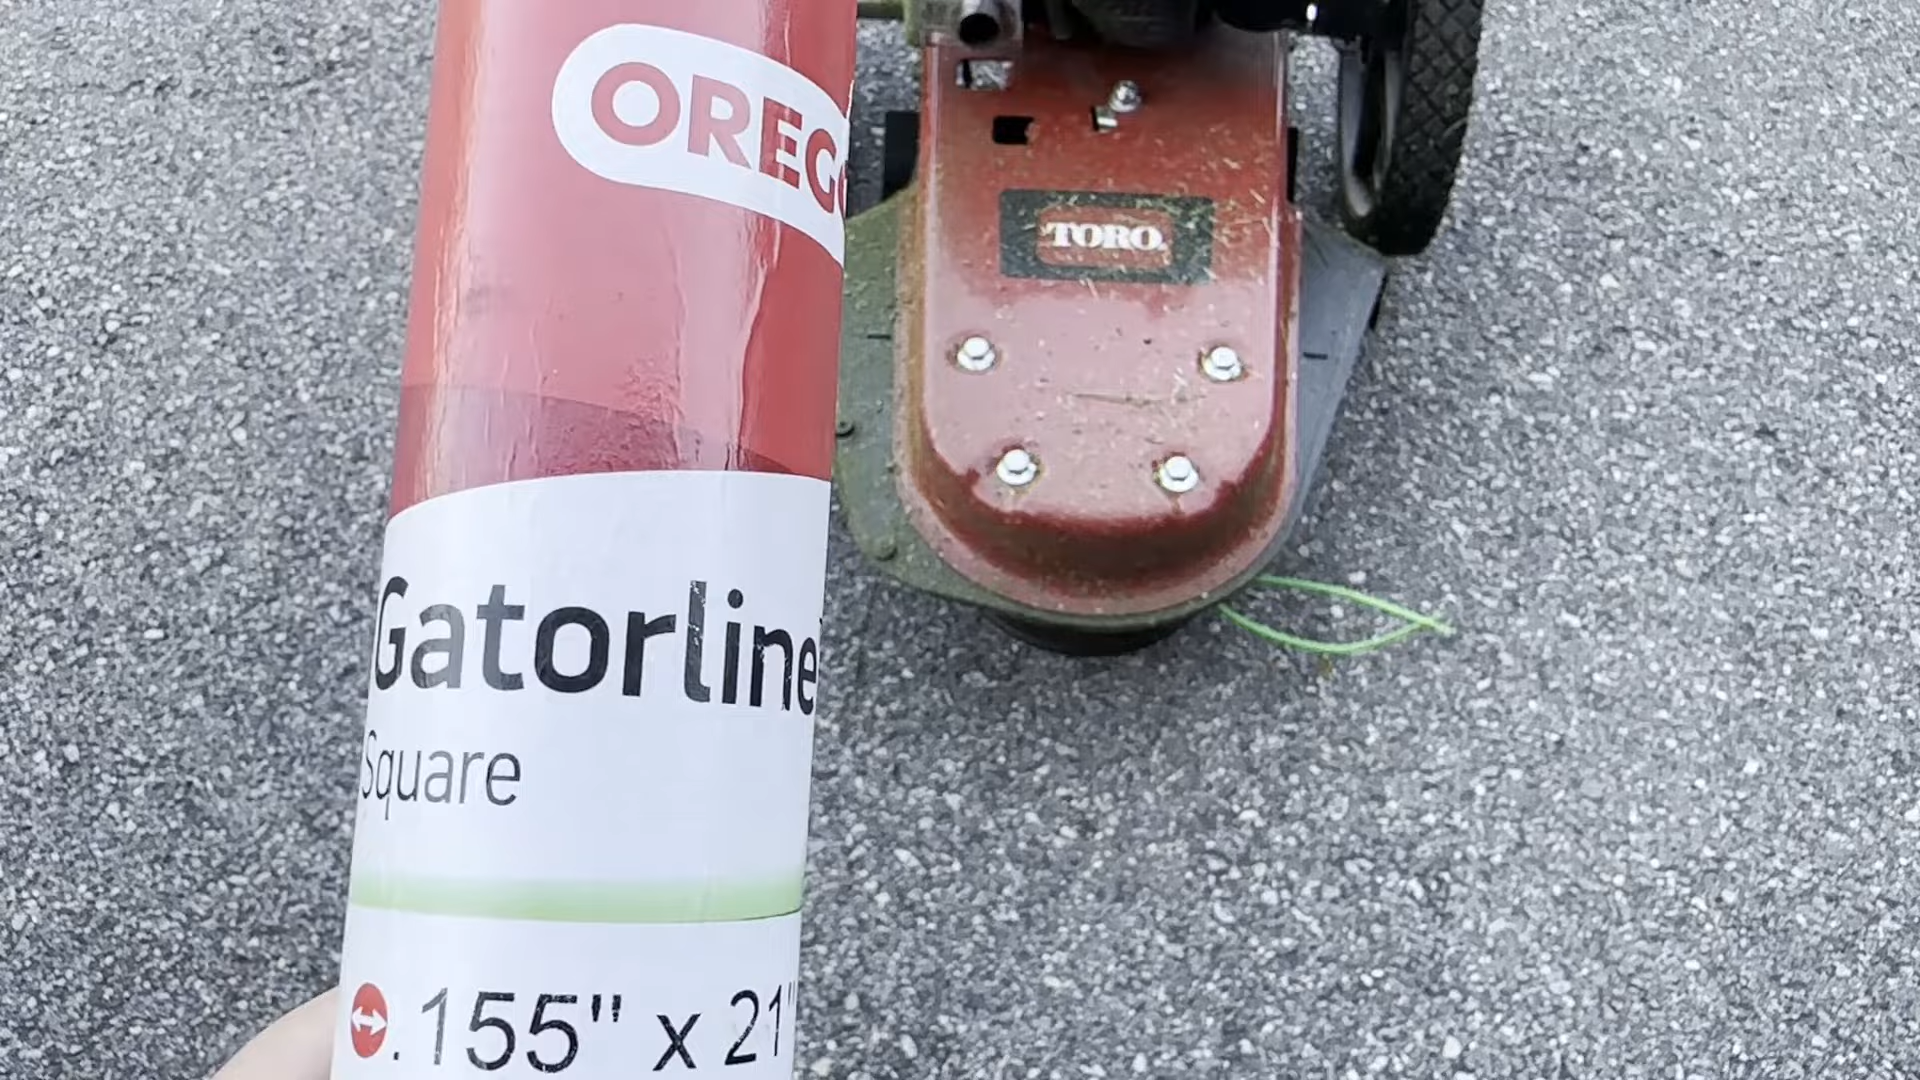 OREG
TORO.
Gatorline
Square
.155" x 21"